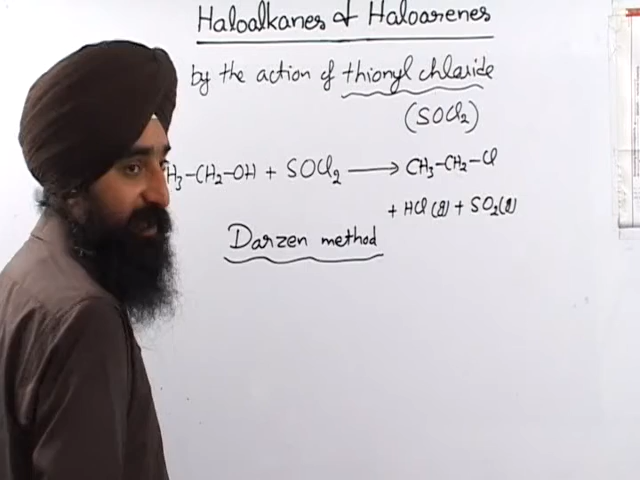 Haloalkanes & Haloarenes
by the action of thionyl chloride
(SOCl₂)
H₃-CH₂-OH + SOCl₂ ⟶ CH₃-CH₂-Cl
+ HCl (g) + SO₂(g)
Darzen method